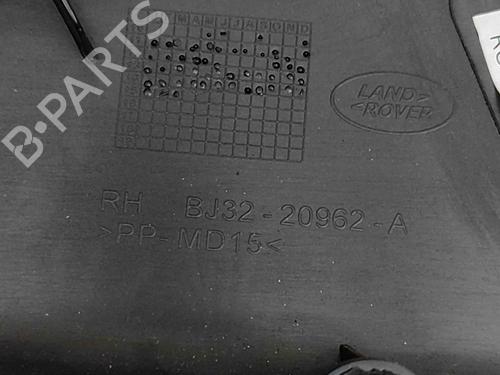 B-PARTS
M A M J J A S O N D
LAND
ROVER
RH BJ32-20962-A
>PP-MD15<